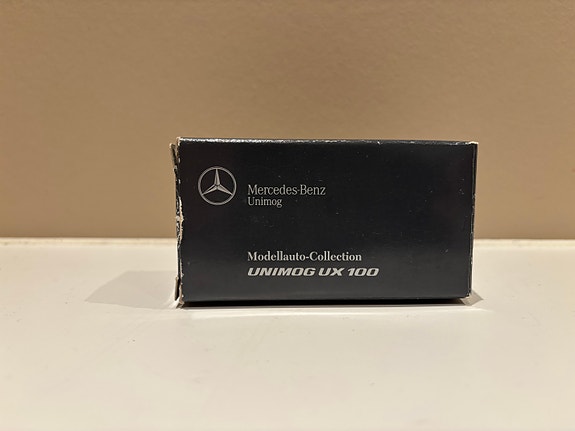 Mercedes-Benz
Unimog
Modellauto-Collection
UNIMOG UX 100